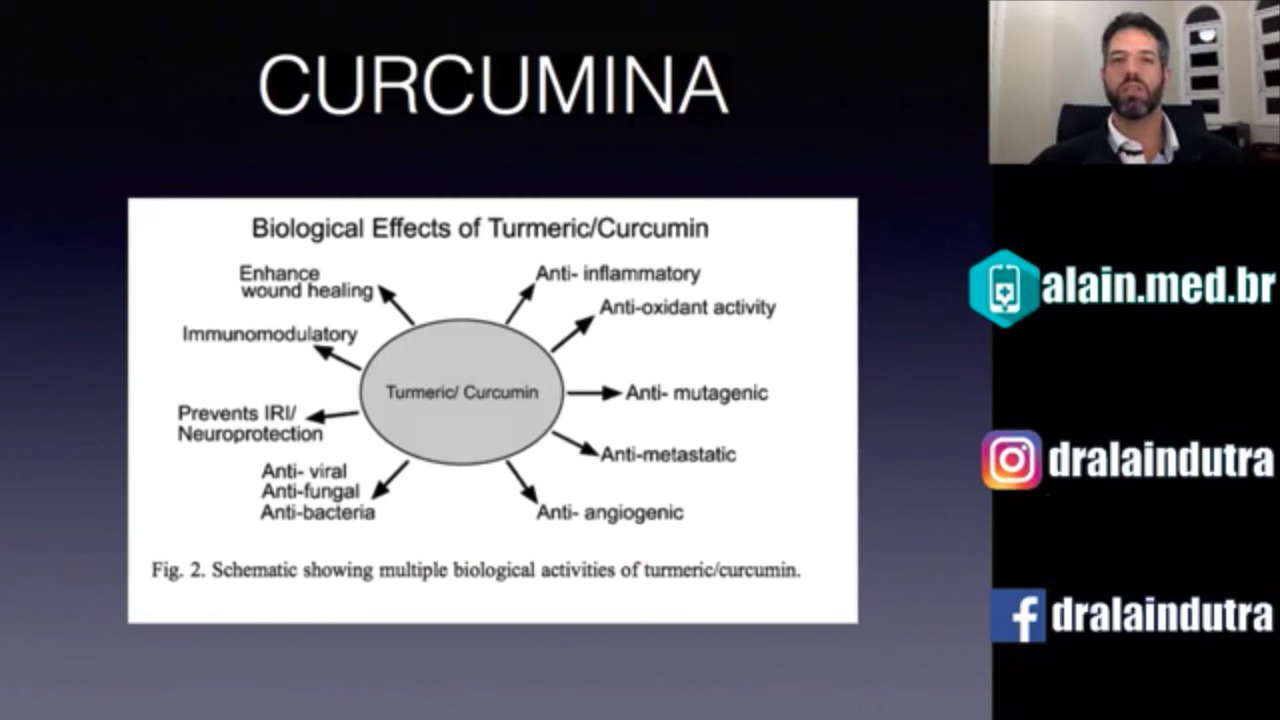 CURCUMINA
Biological Effects of Turmeric/Curcumin
Enhance
wound healing
Anti- inflammatory
Anti-oxidant activity
Immunomodulatory
Turmeric/ Curcumin
Anti- mutagenic
Prevents IRI/
Neuroprotection
Anti-metastatic
Anti- viral
Anti-fungal
Anti-bacteria
Anti- angiogenic
Fig. 2. Schematic showing multiple biological activities of turmeric/curcumin.
alain.med.br
dralaindutra
dralaindutra